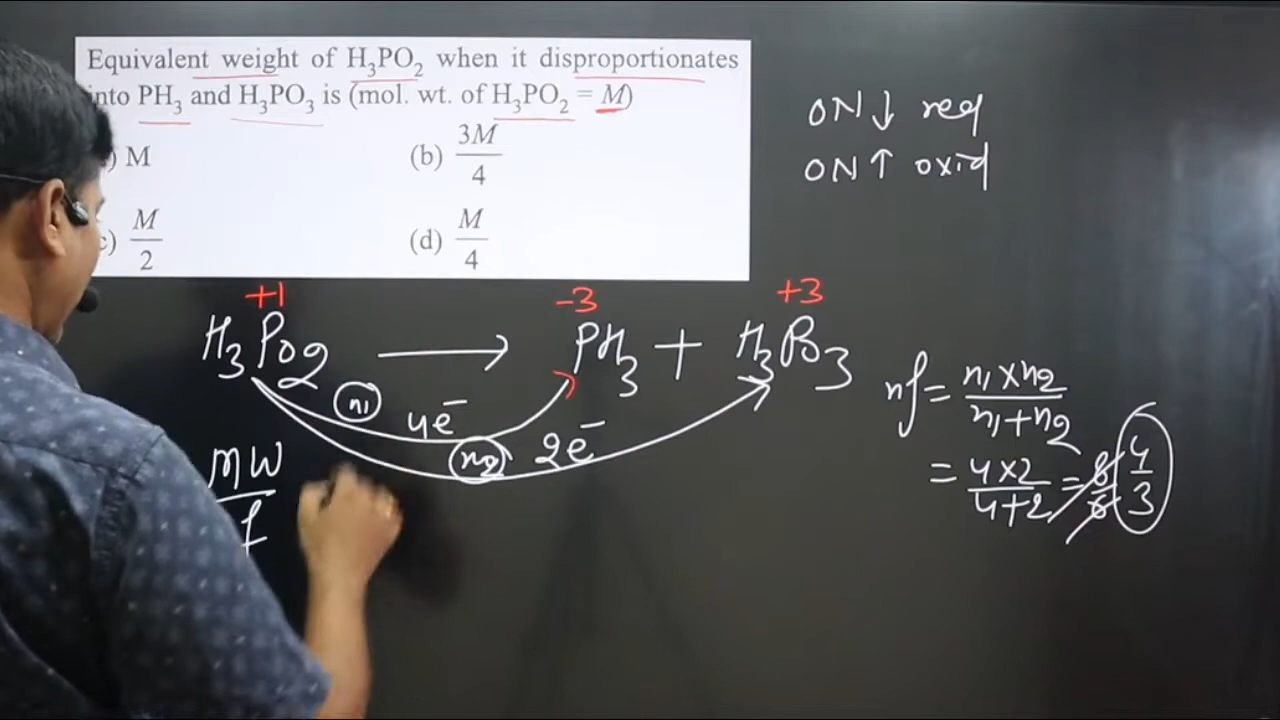 Equivalent weight of H₃PO₂ when it disproportionates
into PH₃ and H₃PO₃ is (mol. wt. of H₃PO₂ = M)
) M
(b) 3M/4
c) M/2
(d) M/4
ON↓ red
ON↑ oxid
+1 -3 +3
H₃PO₂ → PH₃ + H₃PO₃
n₁ 4e⁻
n₂ 2e⁻
nf = n₁×n₂/n₁+n₂
= 4×2/4+2 = 8/6 4/3
MW/f